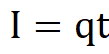 I = qt